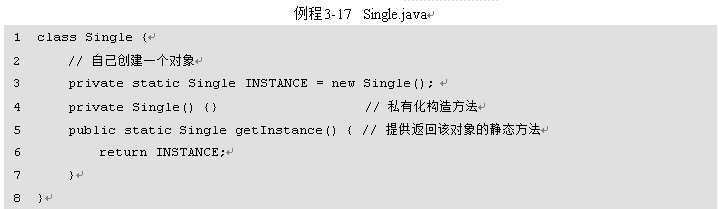 例程3-17 Single.java↵
1 class Single {↵
2 // 自己创建一个对象↵
3 private static Single INSTANCE = new Single(); ↵
4 private Single() {} // 私有化构造方法↵
5 public static Single getInstance() { // 提供返回该对象的静态方法↵
6 return INSTANCE;↵
7 }↵
8 }↵